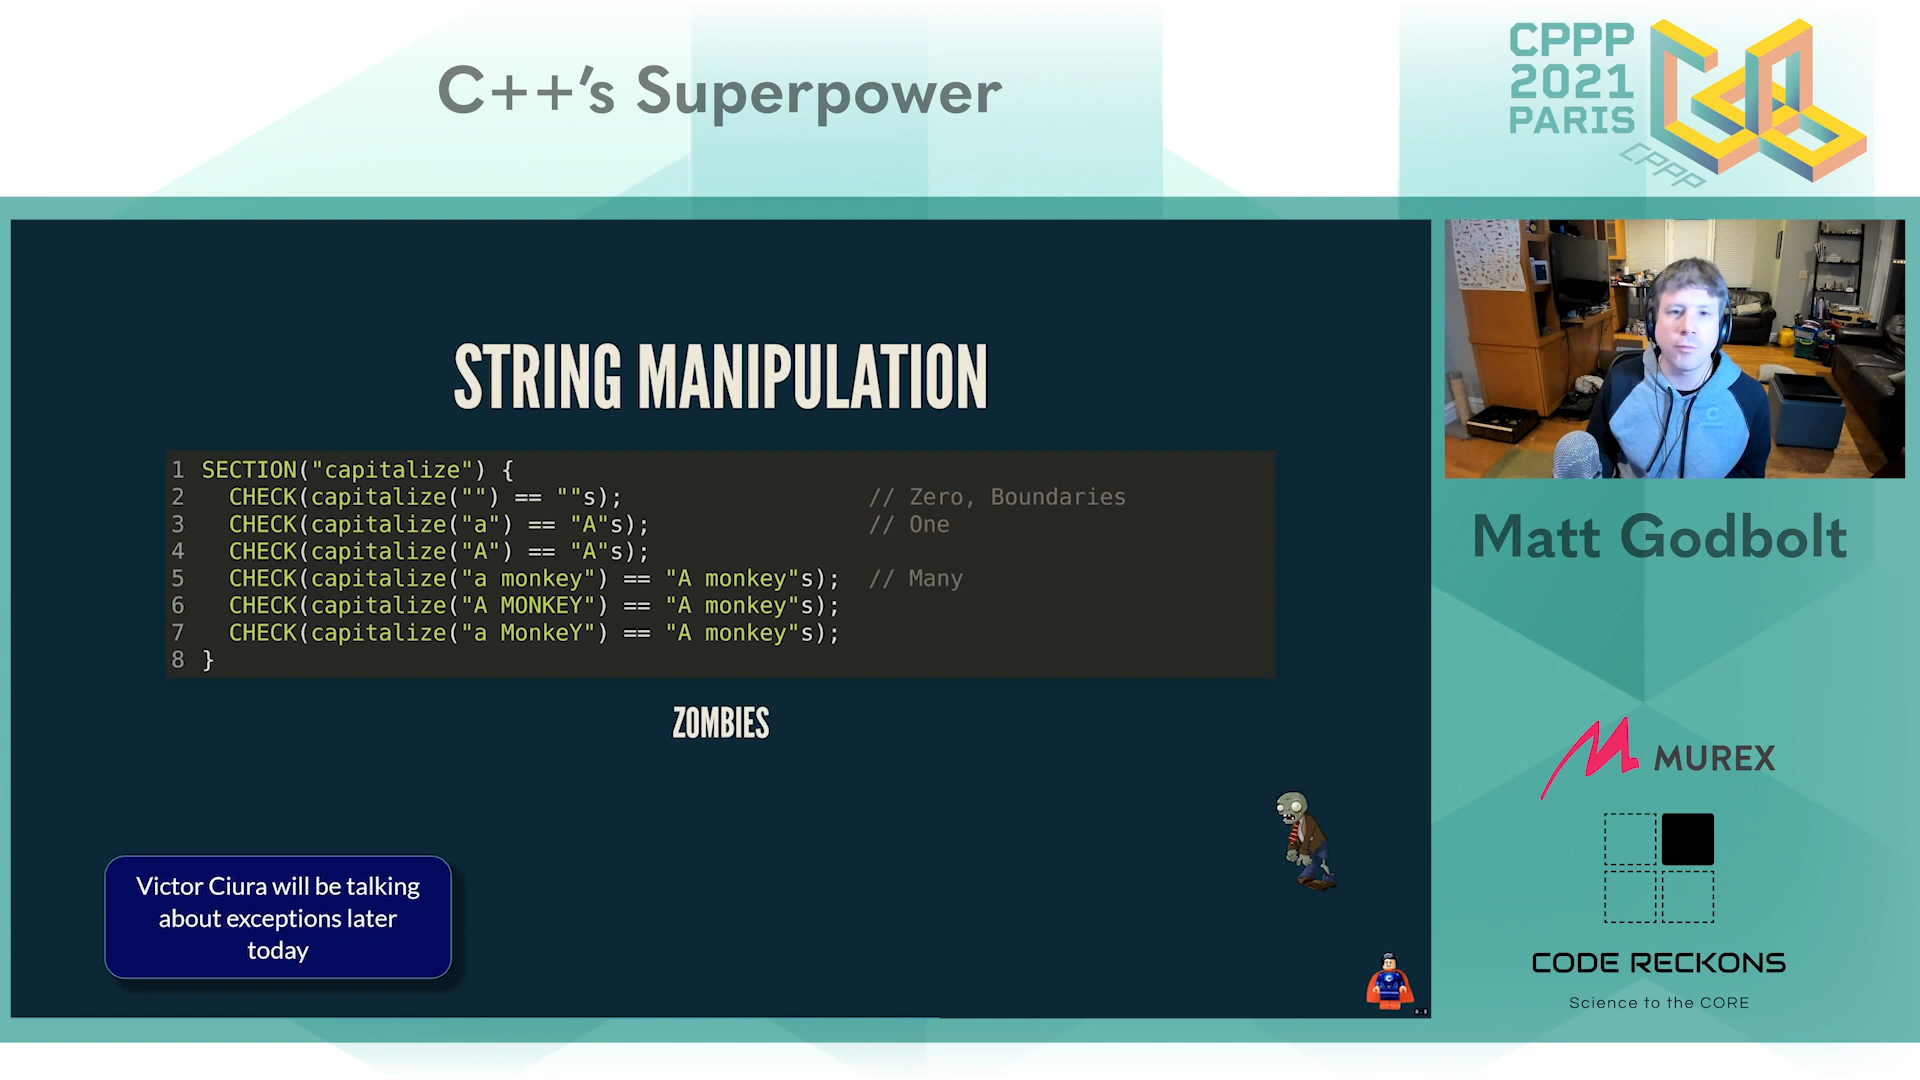 C++'s Superpower
CPPP
2021
PARIS
CPPP
STRING MANIPULATION
1 SECTION("capitalize") {
2   CHECK(capitalize("") == ""s);                  // Zero, Boundaries
3   CHECK(capitalize("a") == "A"s);                // One
4   CHECK(capitalize("A") == "A"s);
5   CHECK(capitalize("a monkey") == "A monkey"s);  // Many
6   CHECK(capitalize("A MONKEY") == "A monkey"s);
7   CHECK(capitalize("a MonkeY") == "A monkey"s);
8 }
ZOMBIES
Victor Ciura will be talking
about exceptions later
today
Matt Godbolt
MUREX
CODE RECKONS
Science to the CORE